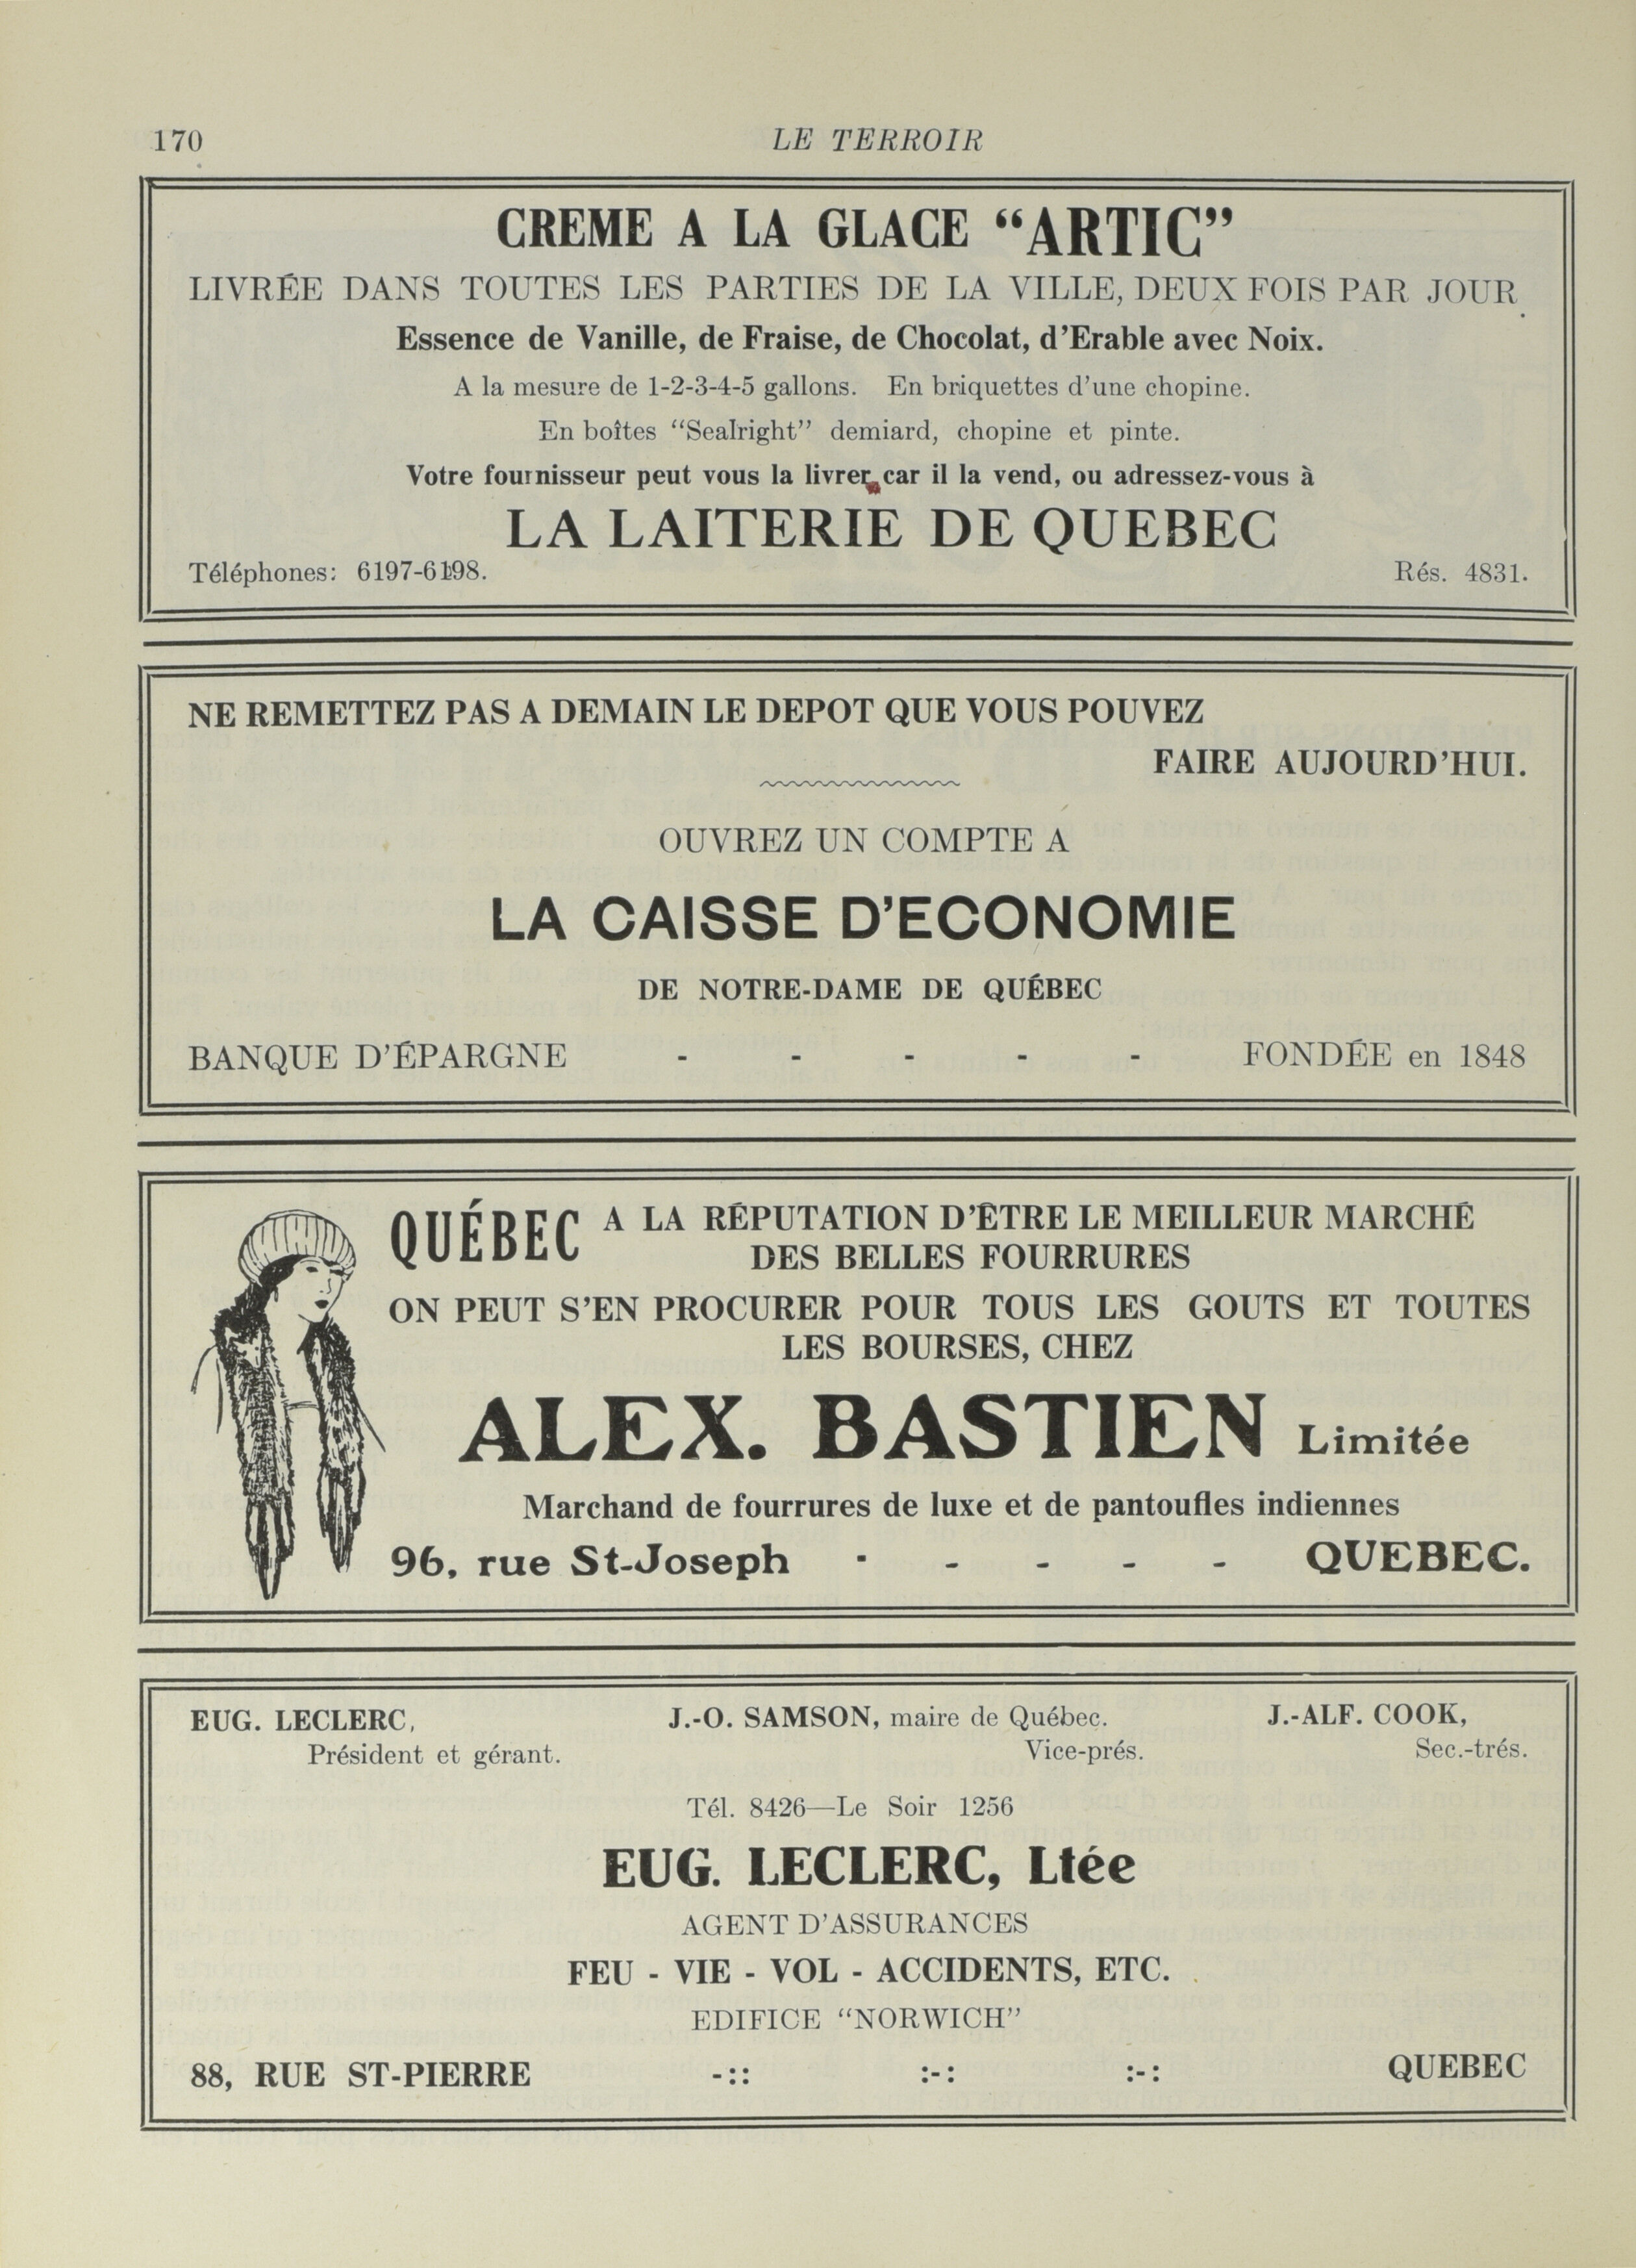 170
LE TERROIR
CREME A LA GLACE “ARTIC”
LIVRÉE DANS TOUTES LES PARTIES DE LA VILLE, DEUX FOIS PAR JOUR
Essence de Vanille, de Fraise, de Chocolat, d’Erable avec Noix.
A la mesure de 1-2-3-4-5 gallons. En briquettes d’une chopine.
En boîtes “Sealright” demiard, chopine et pinte.
Votre fournisseur peut vous la livrer, car il la vend, ou adressez-vous à
LA LAITERIE DE QUEBEC
Téléphones: 6197-6198. Rés. 4831.
NE REMETTEZ PAS A DEMAIN LE DEPOT QUE VOUS POUVEZ
FAIRE AUJOURD’HUI.
OUVREZ UN COMPTE A
LA CAISSE D’ECONOMIE
DE NOTRE-DAME DE QUÉBEC
BANQUE D’ÉPARGNE - - - - - FONDÉE en 1848
QUÉBEC A LA RÉPUTATION D’ÊTRE LE MEILLEUR MARCHÉ
DES BELLES FOURRURES
ON PEUT S’EN PROCURER POUR TOUS LES GOUTS ET TOUTES
LES BOURSES, CHEZ
ALEX. BASTIEN Limitée
Marchand de fourrures de luxe et de pantoufles indiennes
96, rue St-Joseph - - - - - QUEBEC.
EUG. LECLERC, J.-O. SAMSON, maire de Québec. J.-ALF. COOK,
Président et gérant. Vice-prés. Sec.-trés.
Tél. 8426—Le Soir 1256
EUG. LECLERC, Ltée
AGENT D’ASSURANCES
FEU - VIE - VOL - ACCIDENTS, ETC.
EDIFICE “NORWICH”
88, RUE ST-PIERRE -:: :-: :-: QUEBEC